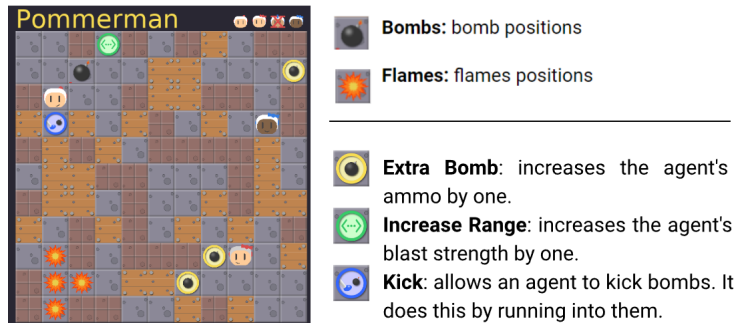 Pommerman
Bombs: bomb positions
Flames: flames positions
Extra Bomb: increases the agent's
ammo by one.
Increase Range: increases the agent's
blast strength by one.
Kick: allows an agent to kick bombs. It
does this by running into them.